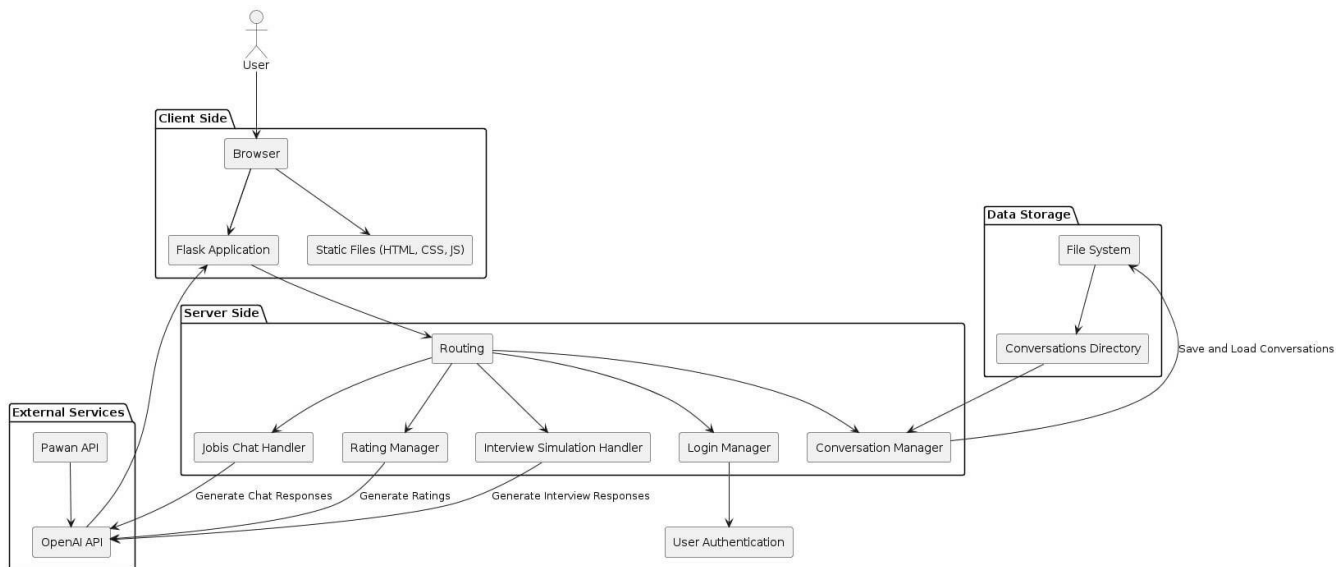 User
Client Side
Browser
Flask Application
Static Files (HTML, CSS, JS)
Data Storage
File System
Conversations Directory
Save and Load Conversations
Server Side
Routing
Jobis Chat Handler
Rating Manager
Interview Simulation Handler
Login Manager
Conversation Manager
External Services
Pawan API
Generate Chat Responses
Generate Ratings
Generate Interview Responses
OpenAI API
User Authentication